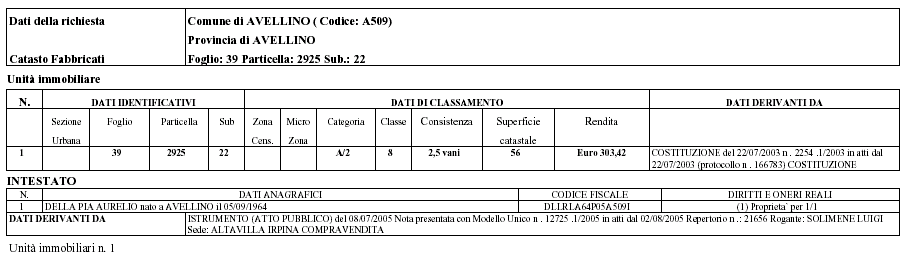 Dati della richiesta Comune di AVELLINO ( Codice: A509)
Provincia di AVELLINO
Catasto Fabbricati Foglio: 39 Particella: 2925 Sub.: 22
Unità immobiliare
N. DATI IDENTIFICATIVI DATI DI CLASSAMENTO DATI DERIVANTI DA
Sezione Foglio Particella Sub Zona Micro Categoria Classe Consistenza Superficie Rendita
Urbana Cens. Zona catastale
1 39 2925 22 A/2 8 2,5 vani 56 Euro 303,42 COSTITUZIONE del 22/07/2003 n . 2254 .1/2003 in atti dal
22/07/2003 (protocollo n . 166783) COSTITUZIONE
INTESTATO
N. DATI ANAGRAFICI CODICE FISCALE DIRITTI E ONERI REALI
1 DELLA PIA AURELIO nato a AVELLINO il 05/09/1964 DLLRLA64P05A509I (1) Proprieta` per 1/1
DATI DERIVANTI DA ISTRUMENTO (ATTO PUBBLICO) del 08/07/2005 Nota presentata con Modello Unico n . 12725 .1/2005 in atti dal 02/08/2005 Repertorio n .: 21656 Rogante: SOLIMENE LUIGI
Sede: ALTAVILLA IRPINA COMPRAVENDITA
Unità immobiliari n. 1